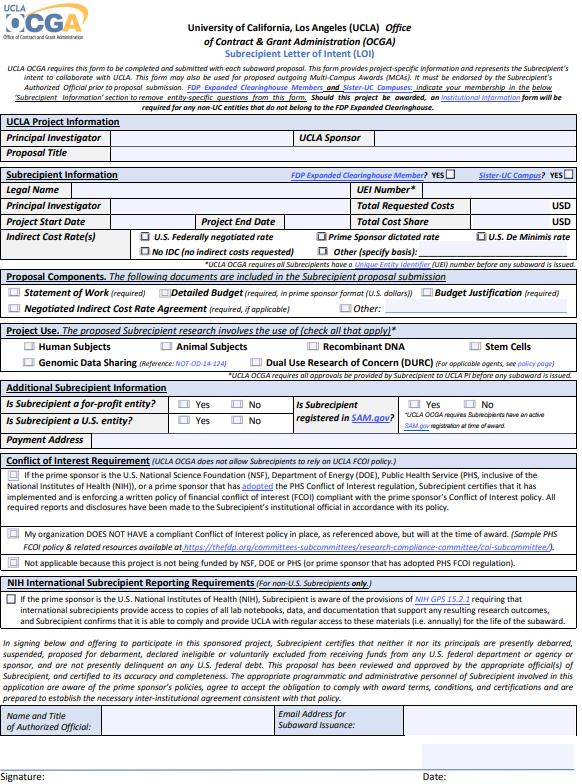 UCLA
OCGA
Office of Contract and Grant Administration
University of California, Los Angeles (UCLA) Office
of Contract & Grant Administration (OCGA)
Subrecipient Letter of Intent (LOI)
UCLA OCGA requires this form to be completed and submitted with each subaward proposal. This form provides project-specific information and represents the Subrecipient's
intent to collaborate with UCLA. This form may also be used for proposed outgoing Multi-Campus Awards (MCAs). It must be endorsed by the Subrecipient's
Authorized Official prior to proposal submission. FDP Expanded Clearinghouse Members and Sister-UC Campuses: indicate your membership in the below
'Subrecipient Information' section to remove entity-specific questions from this form. Should this project be awarded, an Institutional Information form will be
required for any non-UC entities that do not belong to the FDP Expanded Clearinghouse.
UCLA Project Information
Principal Investigator UCLA Sponsor
Proposal Title
Subrecipient Information FDP Expanded Clearinghouse Member? YES Sister-UC Campus? YES
Legal Name UEI Number*
Principal Investigator Total Requested Costs USD
Project Start Date Project End Date Total Cost Share USD
Indirect Cost Rate(s) U.S. Federally negotiated rate Prime Sponsor dictated rate U.S. De Minimis rate
No IDC (no indirect costs requested) Other (specify basis):
*UCLA OCGA requires all Subrecipients have a Unique Entity Identifier (UEI) number before any subaward is issued.
Proposal Components. The following documents are included in the Subrecipient proposal submission
Statement of Work (required) Detailed Budget (required, in prime sponsor format (U.S. dollars)) Budget Justification (required)
Negotiated Indirect Cost Rate Agreement (required, if applicable) Other:
Project Use. The proposed Subrecipient research involves the use of (check all that apply)*
Human Subjects Animal Subjects Recombinant DNA Stem Cells
Genomic Data Sharing (Reference: NOT-OD-14-124) Dual Use Research of Concern (DURC) (For applicable agents, see policy page)
*UCLA OCGA requires all approvals be provided by Subrecipient to UCLA PI before any subaward is issued.
Additional Subrecipient Information
Is Subrecipient a for-profit entity? Yes No Is Subrecipient registered in SAM.gov? Yes No
Is Subrecipient a U.S. entity? Yes No *UCLA OCGA requires Subrecipients have an active
SAM.gov registration at time of award.
Payment Address
Conflict of Interest Requirement (UCLA OCGA does not allow Subrecipients to rely on UCLA FCOI policy.)
If the prime sponsor is the U.S. National Science Foundation (NSF), Department of Energy (DOE), Public Health Service (PHS, inclusive of the
National Institutes of Health (NIH)), or a prime sponsor that has adopted the PHS Conflict of Interest regulation, Subrecipient certifies that it has
implemented and is enforcing a written policy of financial conflict of interest (FCOI) compliant with the prime sponsor's Conflict of Interest policy. All
required reports and disclosures have been made to the Subrecipient's institutional official in accordance with its policy.
My organization DOES NOT have a compliant Conflict of Interest policy in place, as referenced above, but will at the time of award. (Sample PHS
FCOI policy & related resources available at https://thefdp.org/committees-subcommittees/research-compliance-committee/coi-subcommittee/).
Not applicable because this project is not being funded by NSF, DOE or PHS (or prime sponsor that has adopted PHS FCOI regulation).
NIH International Subrecipient Reporting Requirements (For non-U.S. Subrecipients only.)
If the prime sponsor is the U.S. National Institutes of Health (NIH), Subrecipient is aware of the provisions of NIH GPS 15.2.1 requiring that
international subrecipients provide access to copies of all lab notebooks, data, and documentation that support any resulting research outcomes,
and Subrecipient confirms that it is able to comply and provide UCLA with regular access to these materials (i.e. annually) for the life of the subaward.
In signing below and offering to participate in this sponsored project, Subrecipient certifies that neither it nor its principals are presently debarred,
suspended, proposed for debarment, declared ineligible or voluntarily excluded from receiving funds from any U.S. federal department or agency or
sponsor, and are not presently delinquent on any U.S. federal debt. This proposal has been reviewed and approved by the appropriate official(s) of
Subrecipient, and certified to its accuracy and completeness. The appropriate programmatic and administrative personnel of Subrecipient involved in this
application are aware of the prime sponsor's policies, agree to accept the obligation to comply with award terms, conditions, and certifications and are
prepared to establish the necessary inter-institutional agreement consistent with that policy.
Name and Title Email Address for
of Authorized Official: Subaward Issuance:
Signature: Date: